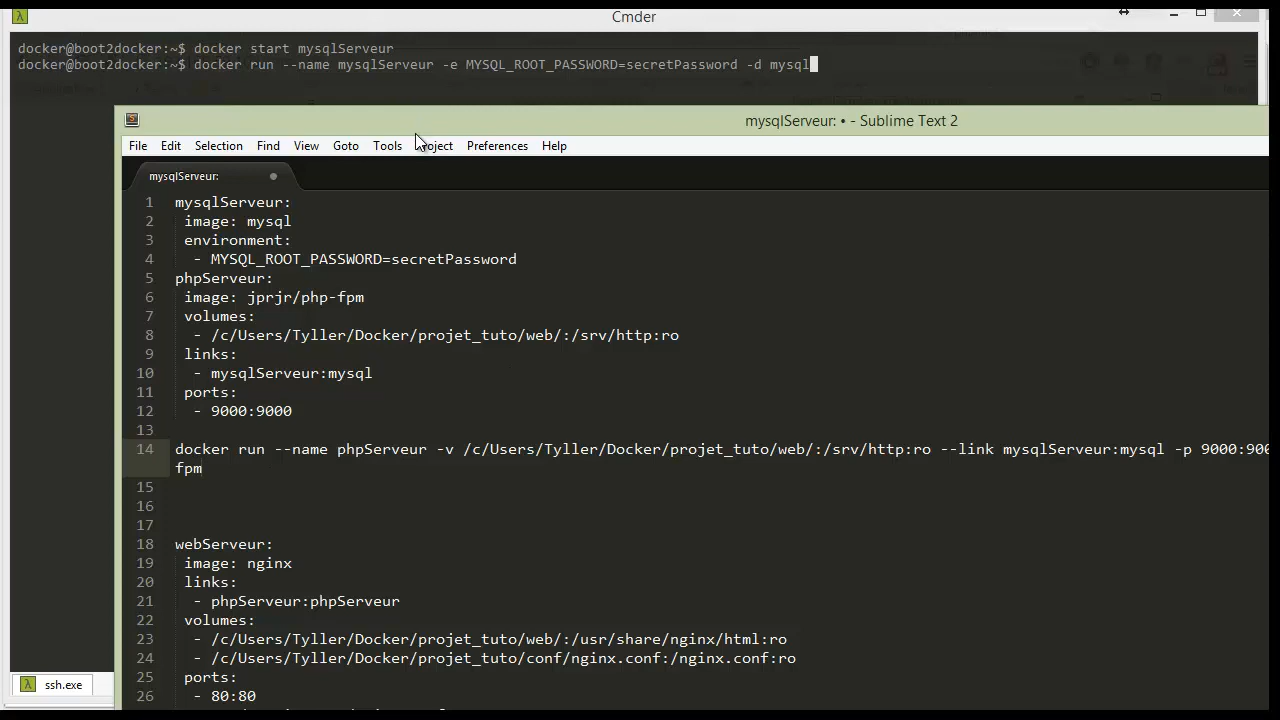 Cmder
docker@boot2docker:~$ docker start mysqlServeur
docker@boot2docker:~$ docker run --name mysqlServeur -e MYSQL_ROOT_PASSWORD=secretPassword -d mysql
mysqlServeur: • - Sublime Text 2
File Edit Selection Find View Goto Tools Project Preferences Help
mysqlServeur:
1 mysqlServeur:
2 image: mysql
3 environment:
4 - MYSQL_ROOT_PASSWORD=secretPassword
5 phpServeur:
6 image: jprjr/php-fpm
7 volumes:
8 - /c/Users/Tyller/Docker/projet_tuto/web/:/srv/http:ro
9 links:
10 - mysqlServeur:mysql
11 ports:
12 - 9000:9000
13
14 docker run --name phpServeur -v /c/Users/Tyller/Docker/projet_tuto/web/:/srv/http:ro --link mysqlServeur:mysql -p 9000:900
fpm
15
16
17
18 webServeur:
19 image: nginx
20 links:
21 - phpServeur:phpServeur
22 volumes:
23 - /c/Users/Tyller/Docker/projet_tuto/web/:/usr/share/nginx/html:ro
24 - /c/Users/Tyller/Docker/projet_tuto/conf/nginx.conf:/nginx.conf:ro
25 ports:
26 - 80:80
ssh.exe